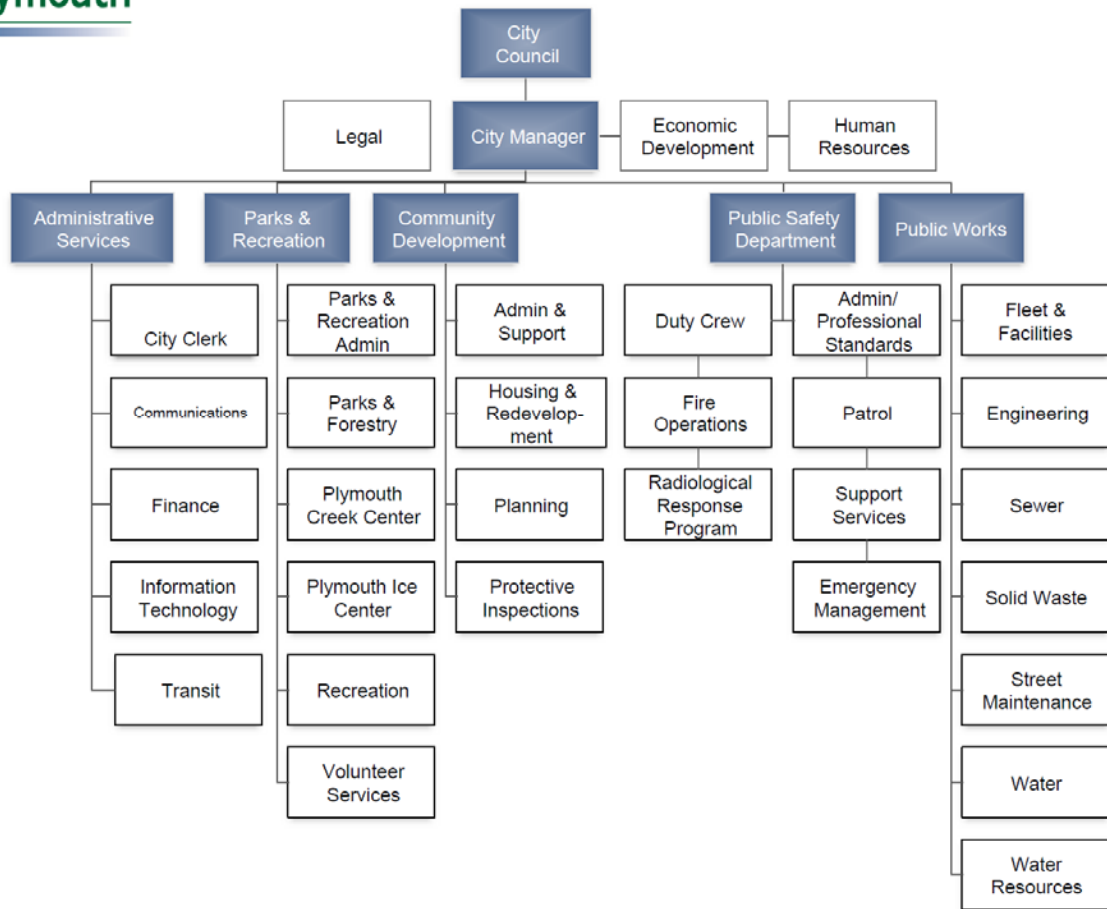 City
Council
Legal
City Manager
Economic
Development
Human
Resources
Administrative
Services
Parks &
Recreation
Community
Development
Public Safety
Department
Public Works
City Clerk
Parks &
Recreation
Admin
Admin &
Support
Duty Crew
Admin/
Professional
Standards
Fleet &
Facilities
Communications
Parks &
Forestry
Housing &
Redevelop-
ment
Fire
Operations
Patrol
Engineering
Finance
Plymouth
Creek Center
Planning
Radiological
Response
Program
Support
Services
Sewer
Information
Technology
Plymouth Ice
Center
Protective
Inspections
Emergency
Management
Solid Waste
Transit
Recreation
Street
Maintenance
Volunteer
Services
Water
Water
Resources